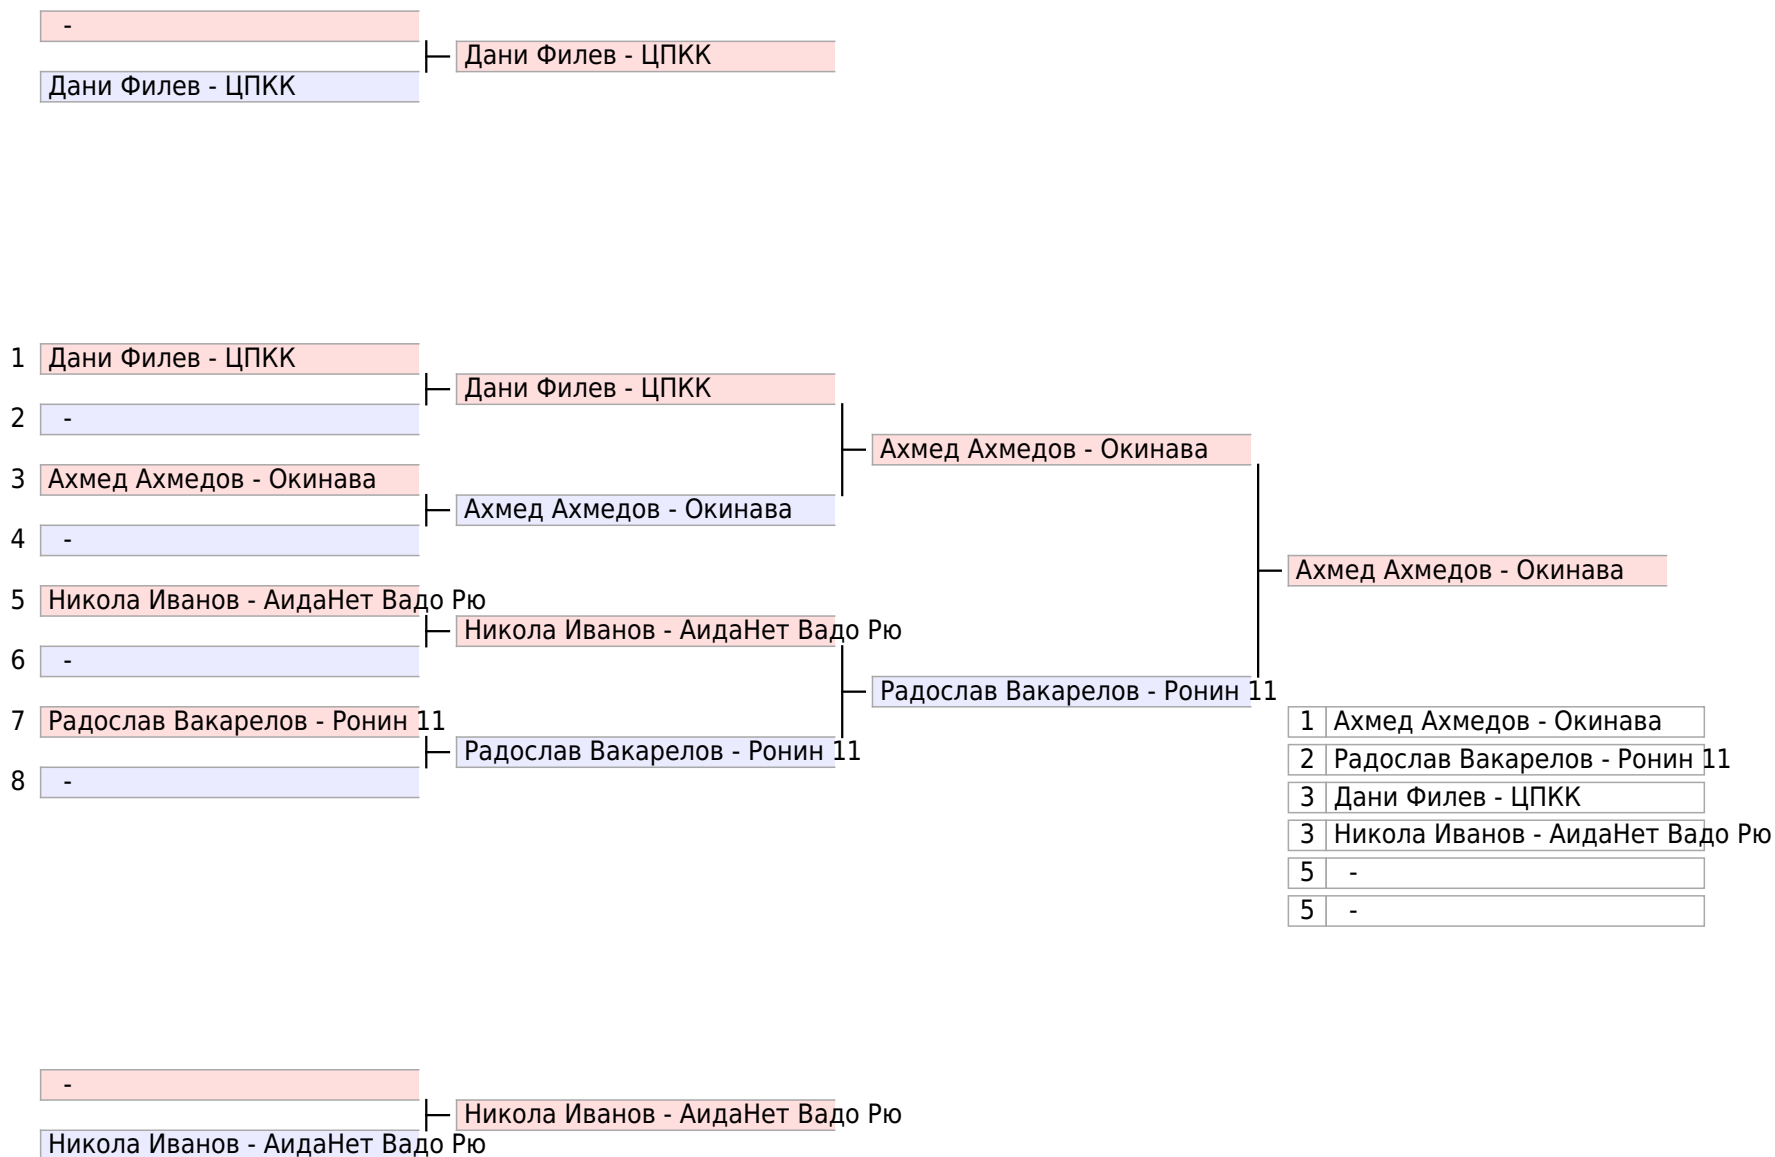 -
Дани Филев - ЦПКК
Дани Филев - ЦПКК
1 Дани Филев - ЦПКК
Дани Филев - ЦПКК
2 -
Ахмед Ахмедов - Окинава
3 Ахмед Ахмедов - Окинава
Ахмед Ахмедов - Окинава
4 -
Ахмед Ахмедов - Окинава
5 Никола Иванов - АидаНет Вадо Рю
Никола Иванов - АидаНет Вадо Рю
6 -
Радослав Вакарелов - Ронин 11
7 Радослав Вакарелов - Ронин 11
Радослав Вакарелов - Ронин 11
8 -
1 Ахмед Ахмедов - Окинава
2 Радослав Вакарелов - Ронин 11
3 Дани Филев - ЦПКК
3 Никола Иванов - АидаНет Вадо Рю
5 -
5 -
-
Никола Иванов - АидаНет Вадо Рю
Никола Иванов - АидаНет Вадо Рю